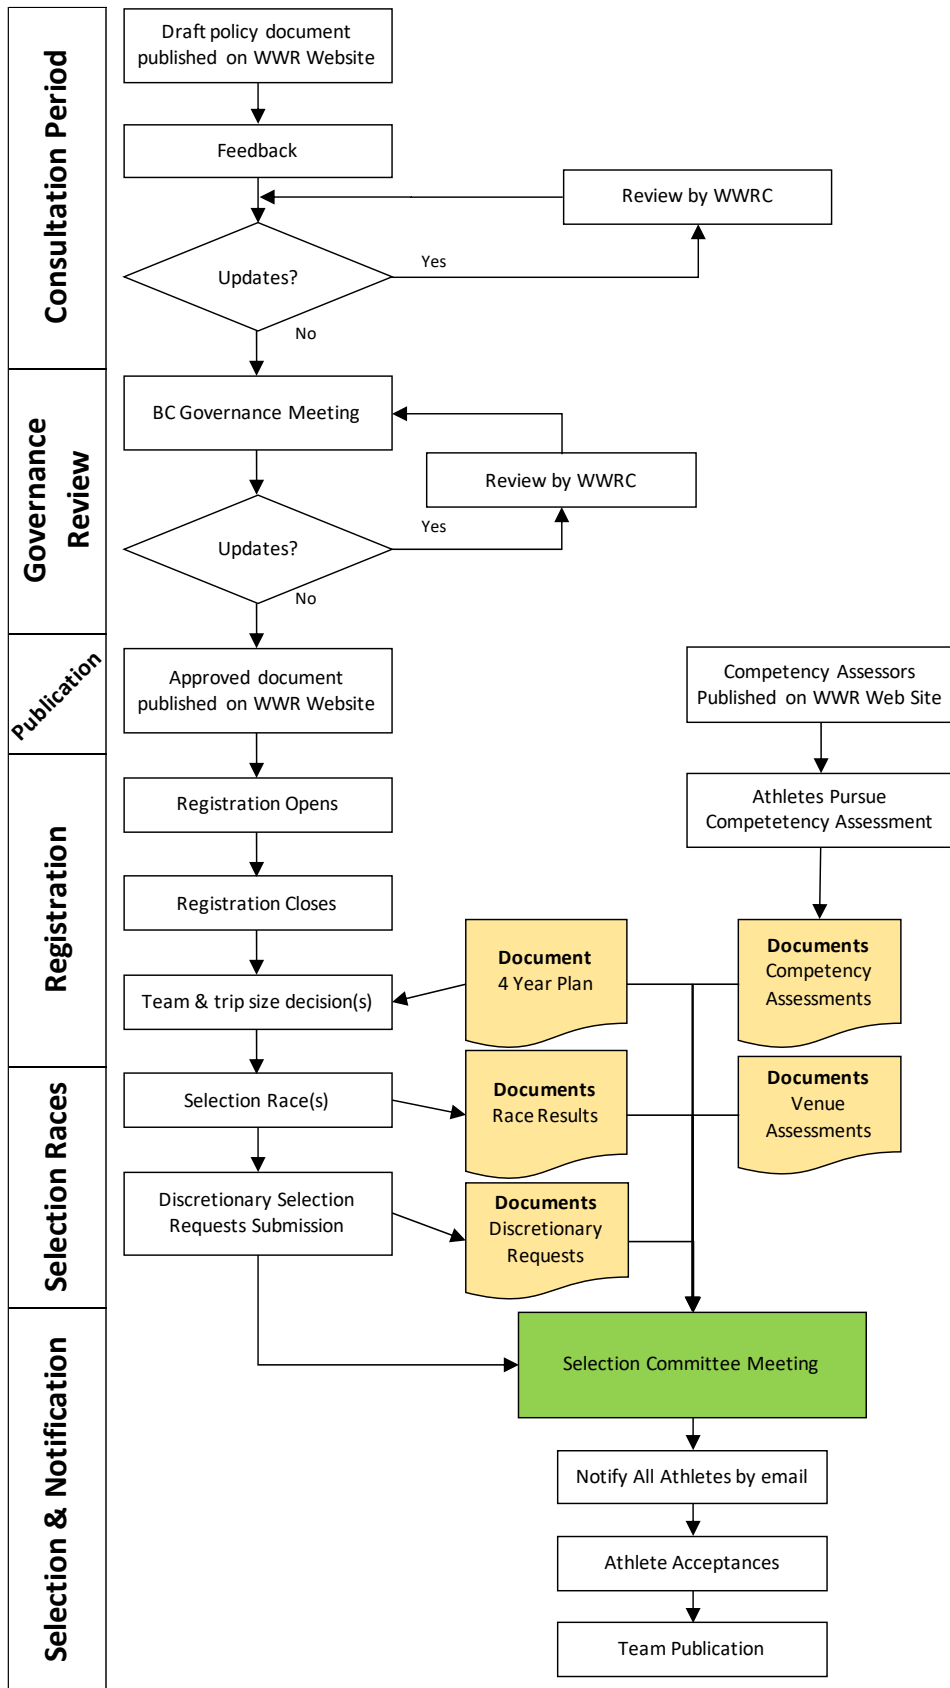 Consultation Period
Draft policy document
published on WWR Website
Feedback
Review by WWRC
Updates?
Yes
No
Governance
Review
BC Governance Meeting
Review by WWRC
Updates?
Yes
No
Publication
Approved document
published on WWR Website
Competency Assessors
Published on WWR Web Site
Registration
Registration Opens
Athletes Pursue
Competetency Assessment
Registration Closes
Team & trip size decision(s)
Document
4 Year Plan
Documents
Competency
Assessments
Selection Races
Selection Race(s)
Documents
Race Results
Documents
Venue
Assessments
Discretionary Selection
Requests Submission
Documents
Discretionary
Requests
Selection & Notification
Selection Committee Meeting
Notify All Athletes by email
Athlete Acceptances
Team Publication